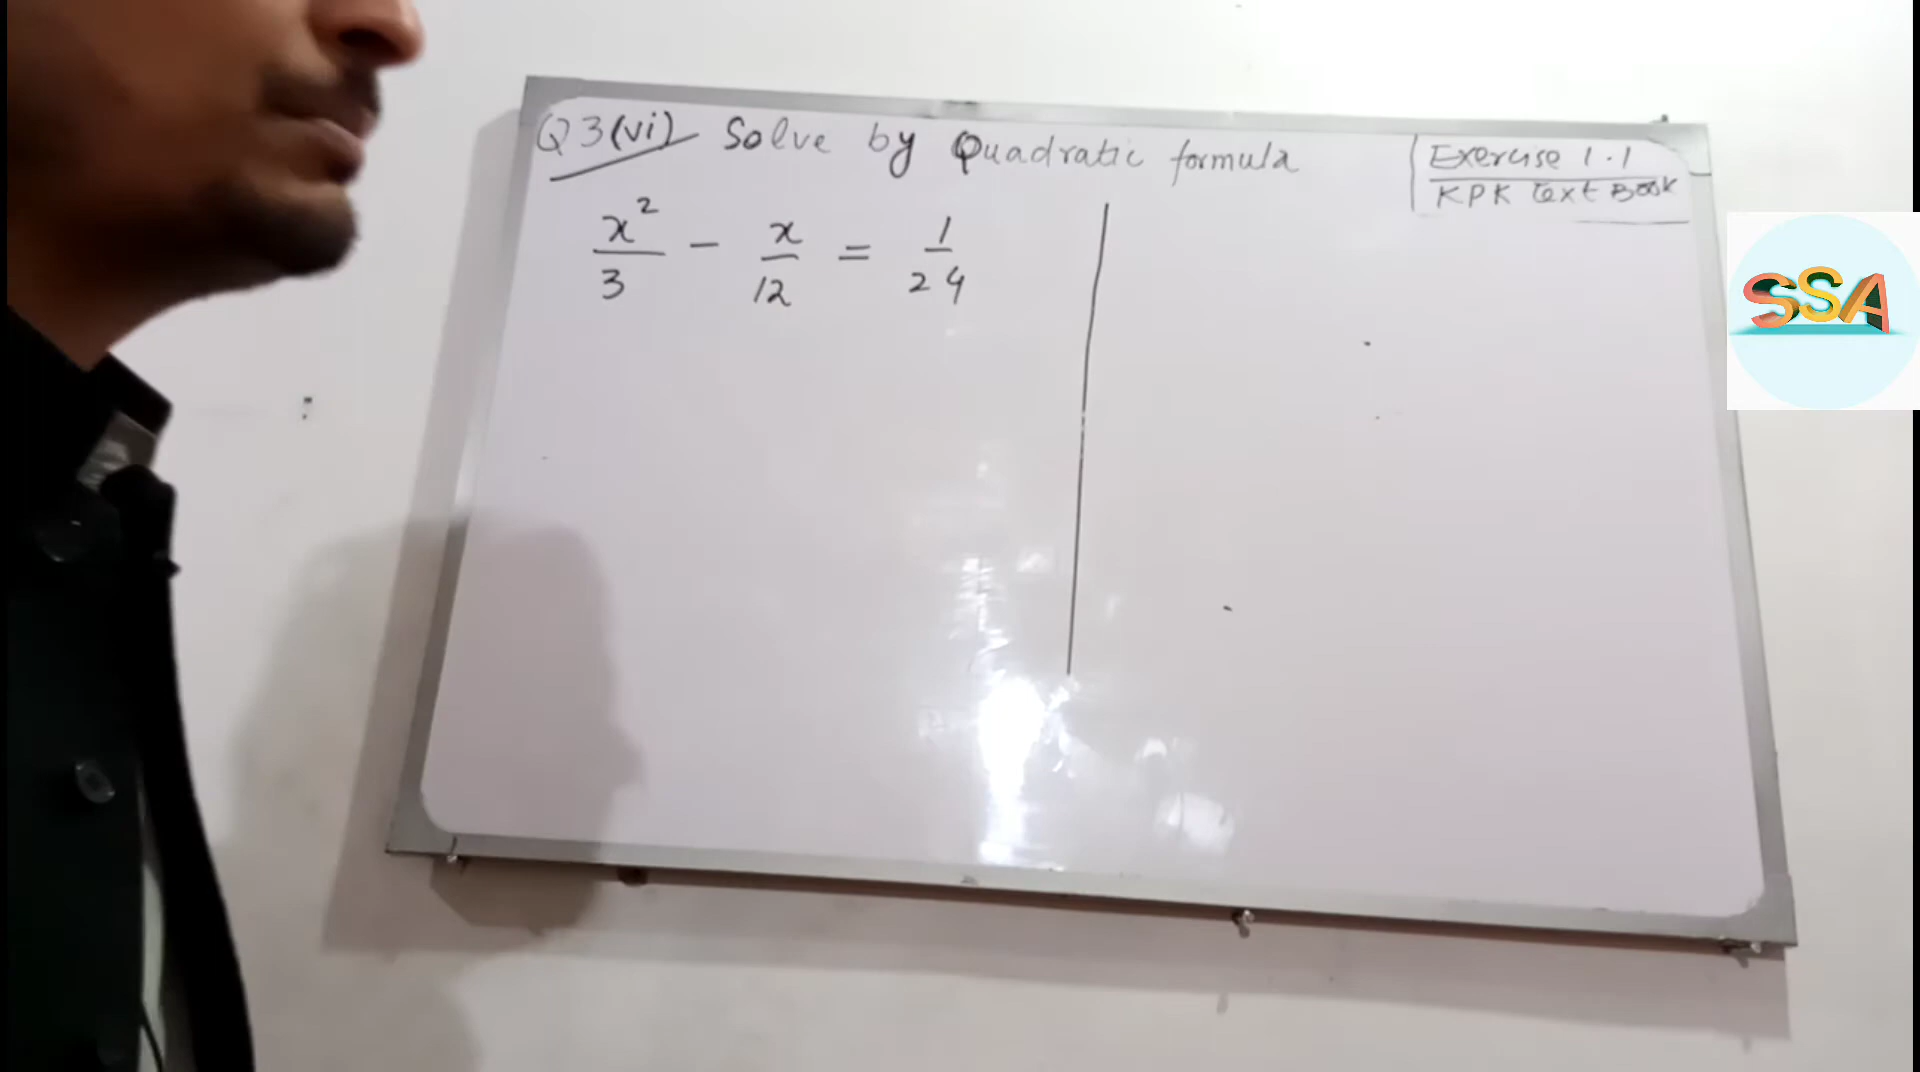 Q3(vi) Solve by Quadratic formula
Exercise 1.1
KPK Text Book
x²/3 - x/12 = 1/24
SSA